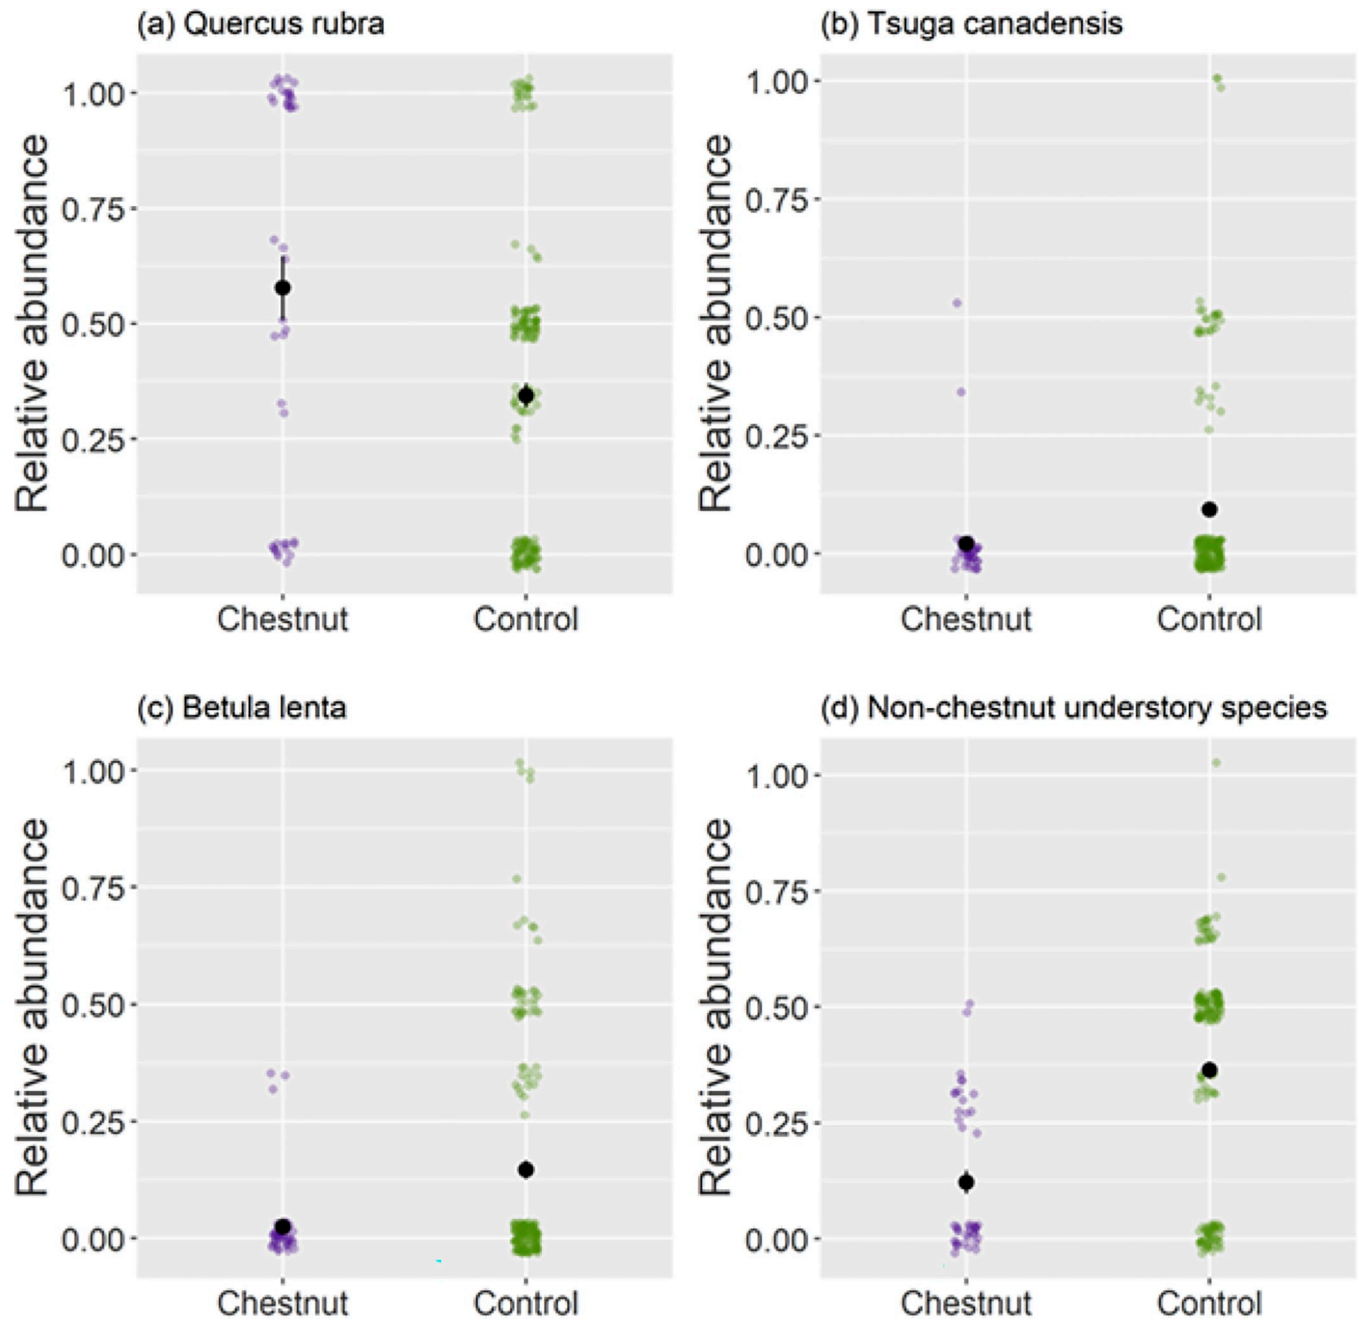 (a) Quercus rubra
Relative abundance
1.00
0.75
0.50
0.25
0.00
Chestnut Control
(b) Tsuga canadensis
Relative abundance
1.00
0.75
0.50
0.25
0.00
Chestnut Control
(c) Betula lenta
Relative abundance
1.00
0.75
0.50
0.25
0.00
Chestnut Control
(d) Non-chestnut understory species
Relative abundance
1.00
0.75
0.50
0.25
0.00
Chestnut Control